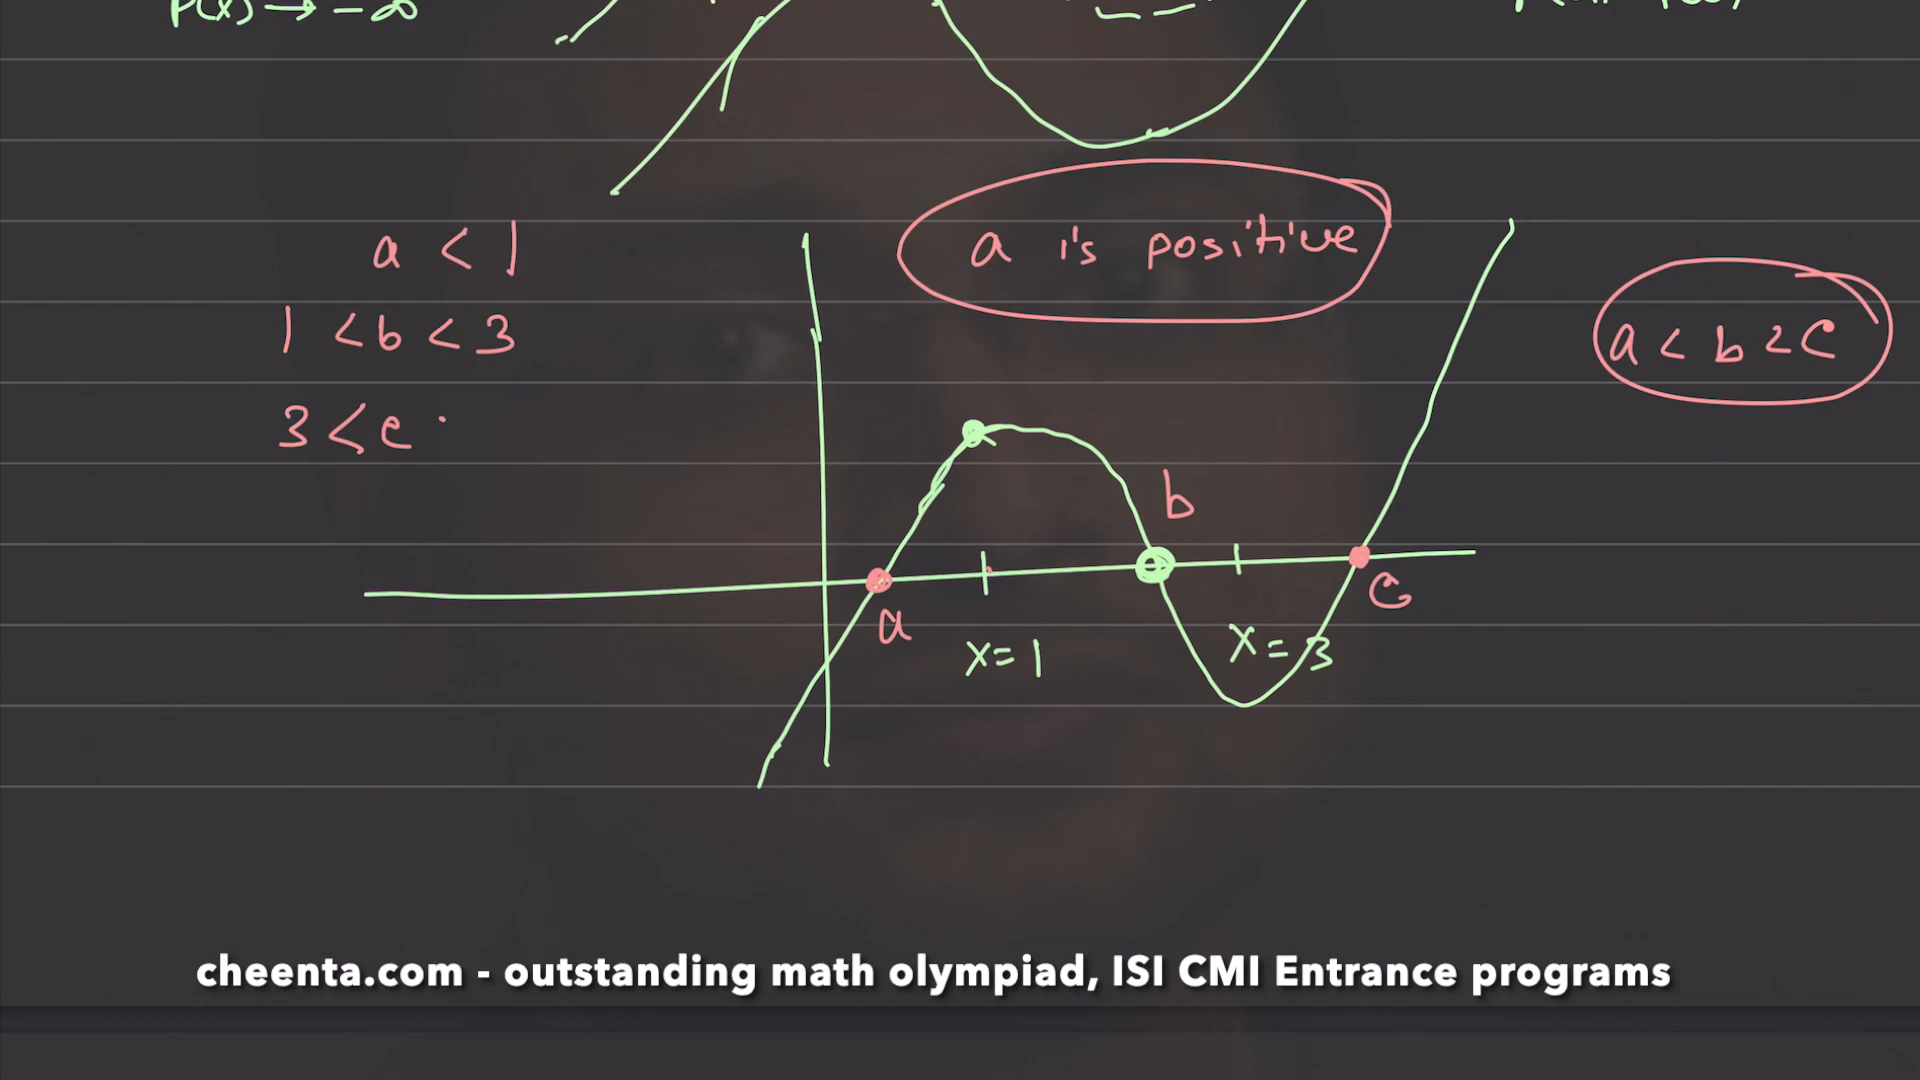 P(x) → - ∞
a < 1
a is positive
1 < b < 3
a < b < c
3 < c
b
a
c
x = 1
x = 3
cheenta.com - outstanding math olympiad, ISI CMI Entrance programs